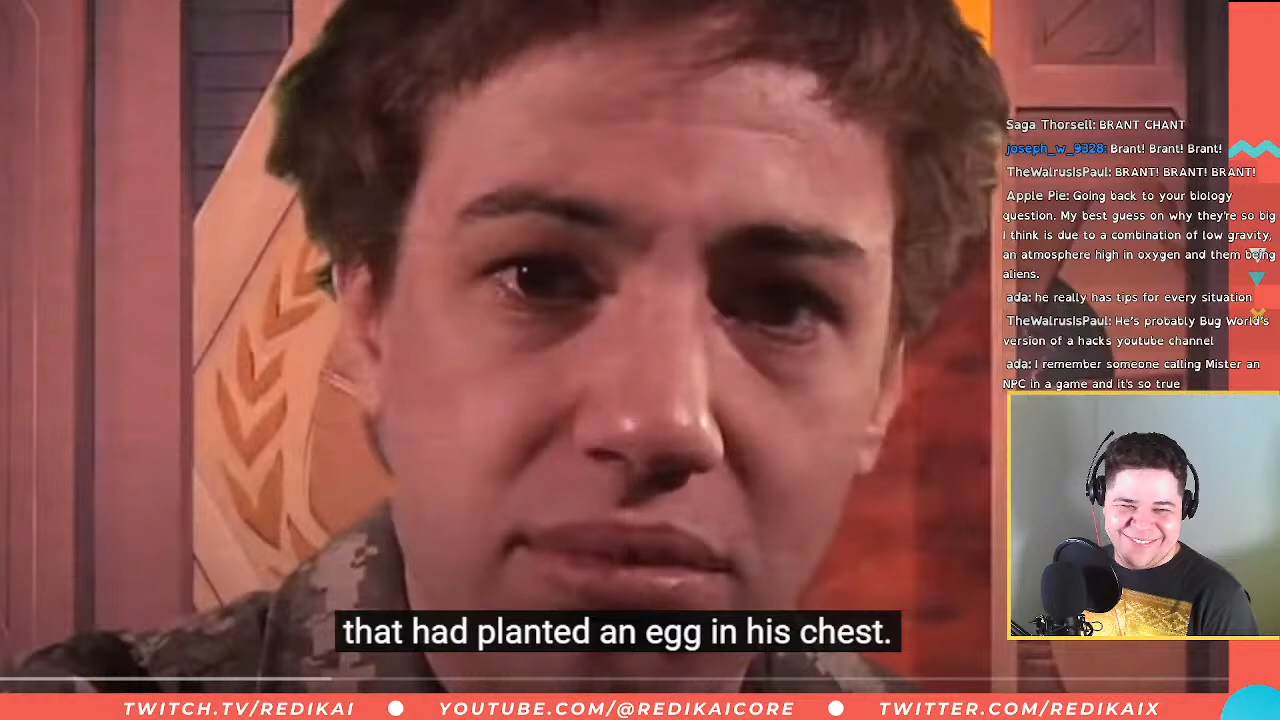 Saga Thorsell: BRANT CHANT
joseph_w_9328: Brant! Brant! Brant!
TheWalrusIsPaul: BRANT! BRANT! BRANT!
Apple Pie: Going back to your biology
question. My best guess on why they're so big
I think is due to a combination of low gravity,
an atmosphere high in oxygen and them being
aliens.
ada: he really has tips for every situation
TheWalrusIsPaul: He's probably Bug World's
version of a hacks youtube channel
ada: I remember someone calling Mister an
NPC in a game and it's so true
that had planted an egg in his chest.
TWITCH.TV/REDIKAI ● YOUTUBE.COM/@REDIKAICORE ● TWITTER.COM/REDIKAIX